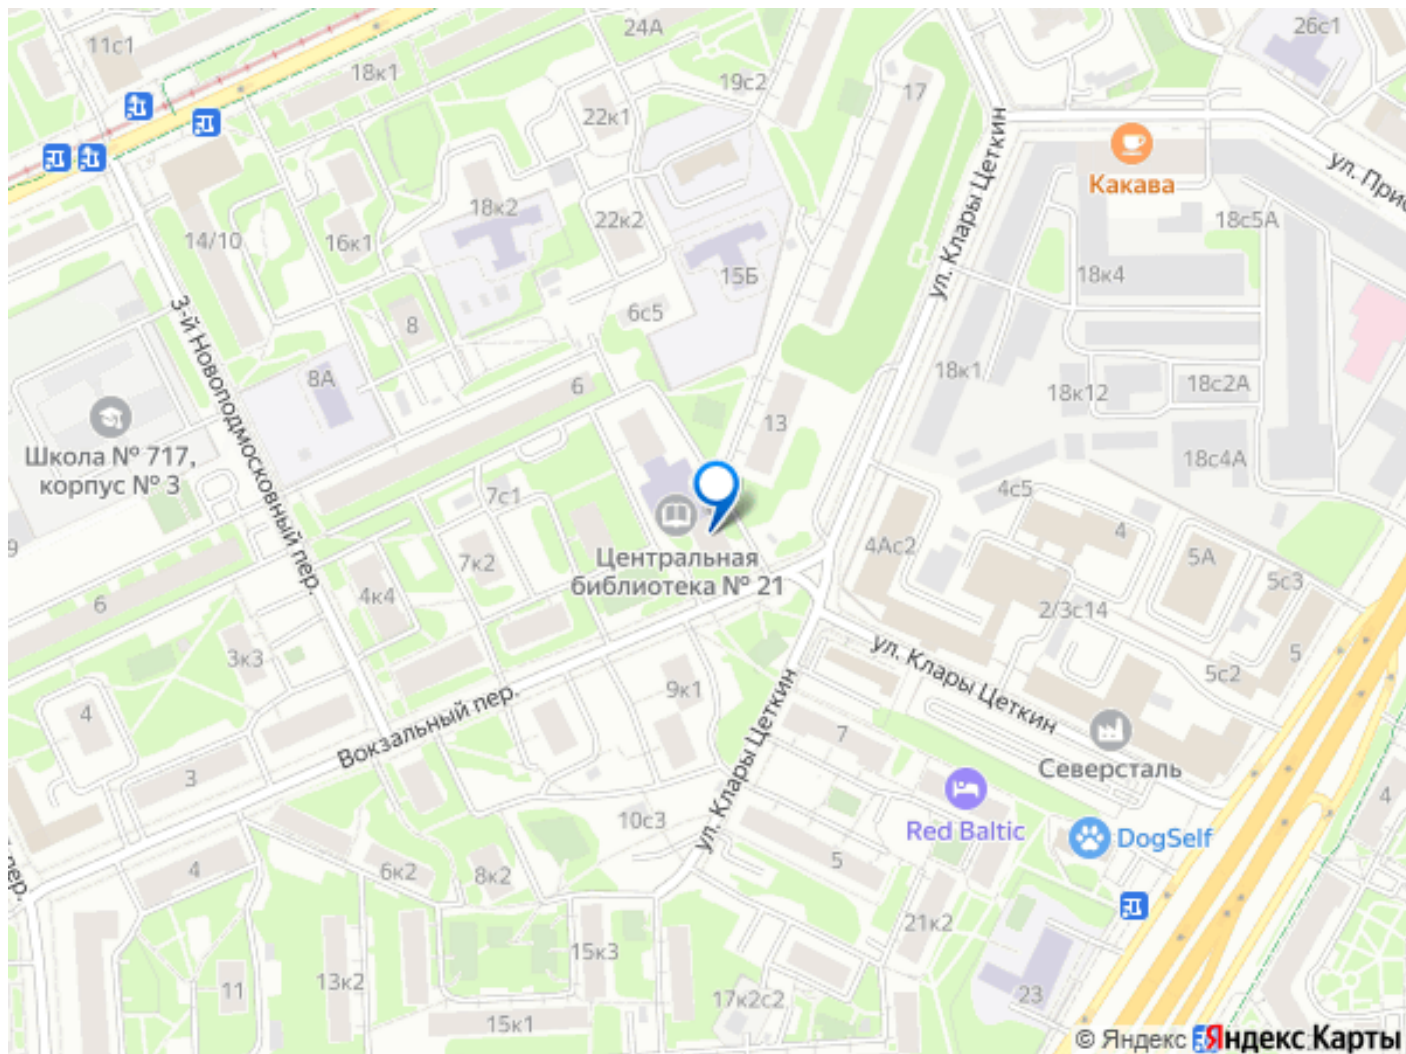 24А
26с1
11с1
18к1
19с2
17
22к1
ул. Клары Цеткин
ул. Прис
Какава
18к2
22к2
18с5А
14/10
16к1
15Б
18к4
6с5
8
3-й Новоподмосковный пер.
8А
6
18к1
18к12
18с2А
13
Школа № 717,
корпус № 3
18с4А
7с1
4с5
9
Центральная
библиотека № 21
4Ас2
4
5А
7к2
4к4
6
5с3
2/3с14
3к3
ул. Клары Цеткин
5
5с2
9к1
4
Вокзальный пер.
ул. Клары Цеткин
7
Северсталь
3
4
10с3
Red Baltic
DogSelf
пер.
4
6к2
8к2
5
21к2
15к3
13к2
11
23
17к2с2
15к1
© Яндекс Яндекс Карты